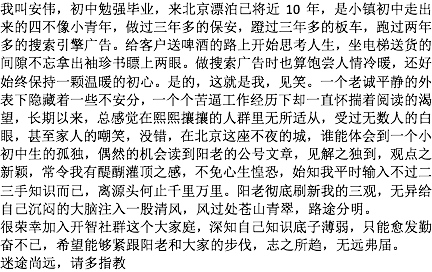 我叫安伟，初中勉强毕业，来北京漂泊已将近 10 年，是小镇初中走出
来的四不像小青年，做过三年多的保安，蹬过三年多的板车，跑过两年
多的搜索引擎广告。给客户送啤酒的路上开始思考人生，坐电梯送货的
间隙不忘拿出袖珍书瞟上两眼。做搜索广告时也算饱尝人情冷暖，还好
始终保持一颗温暖的初心。是的，这就是我，见笑。一个老诚平静的外
表下隐藏着一些不安分，一个个苦逼工作经历下却一直怀揣着阅读的渴
望，长期以来，总感觉在熙熙攘攘的人群里无所适从，受过无数人的白
眼，甚至家人的嘲笑，没错，在北京这座不夜的城，谁能体会到一个小
初中生的孤独，偶然的机会读到阳老的公号文章，见解之独到，观点之
新颖，常令我有醍醐灌顶之感，不免心生惶恐，始知我平时输入不过二
三手知识而已，离源头何止千里万里。阳老彻底刷新我的三观，无异给
自己沉闷的大脑注入一股清风，风过处苍山青翠，路途分明。
很荣幸加入开智社群这个大家庭，深知自己知识底子薄弱，只能愈发勤
奋不已，希望能够紧跟阳老和大家的步伐，志之所趋，无远弗届。
迷途尚远，请多指教